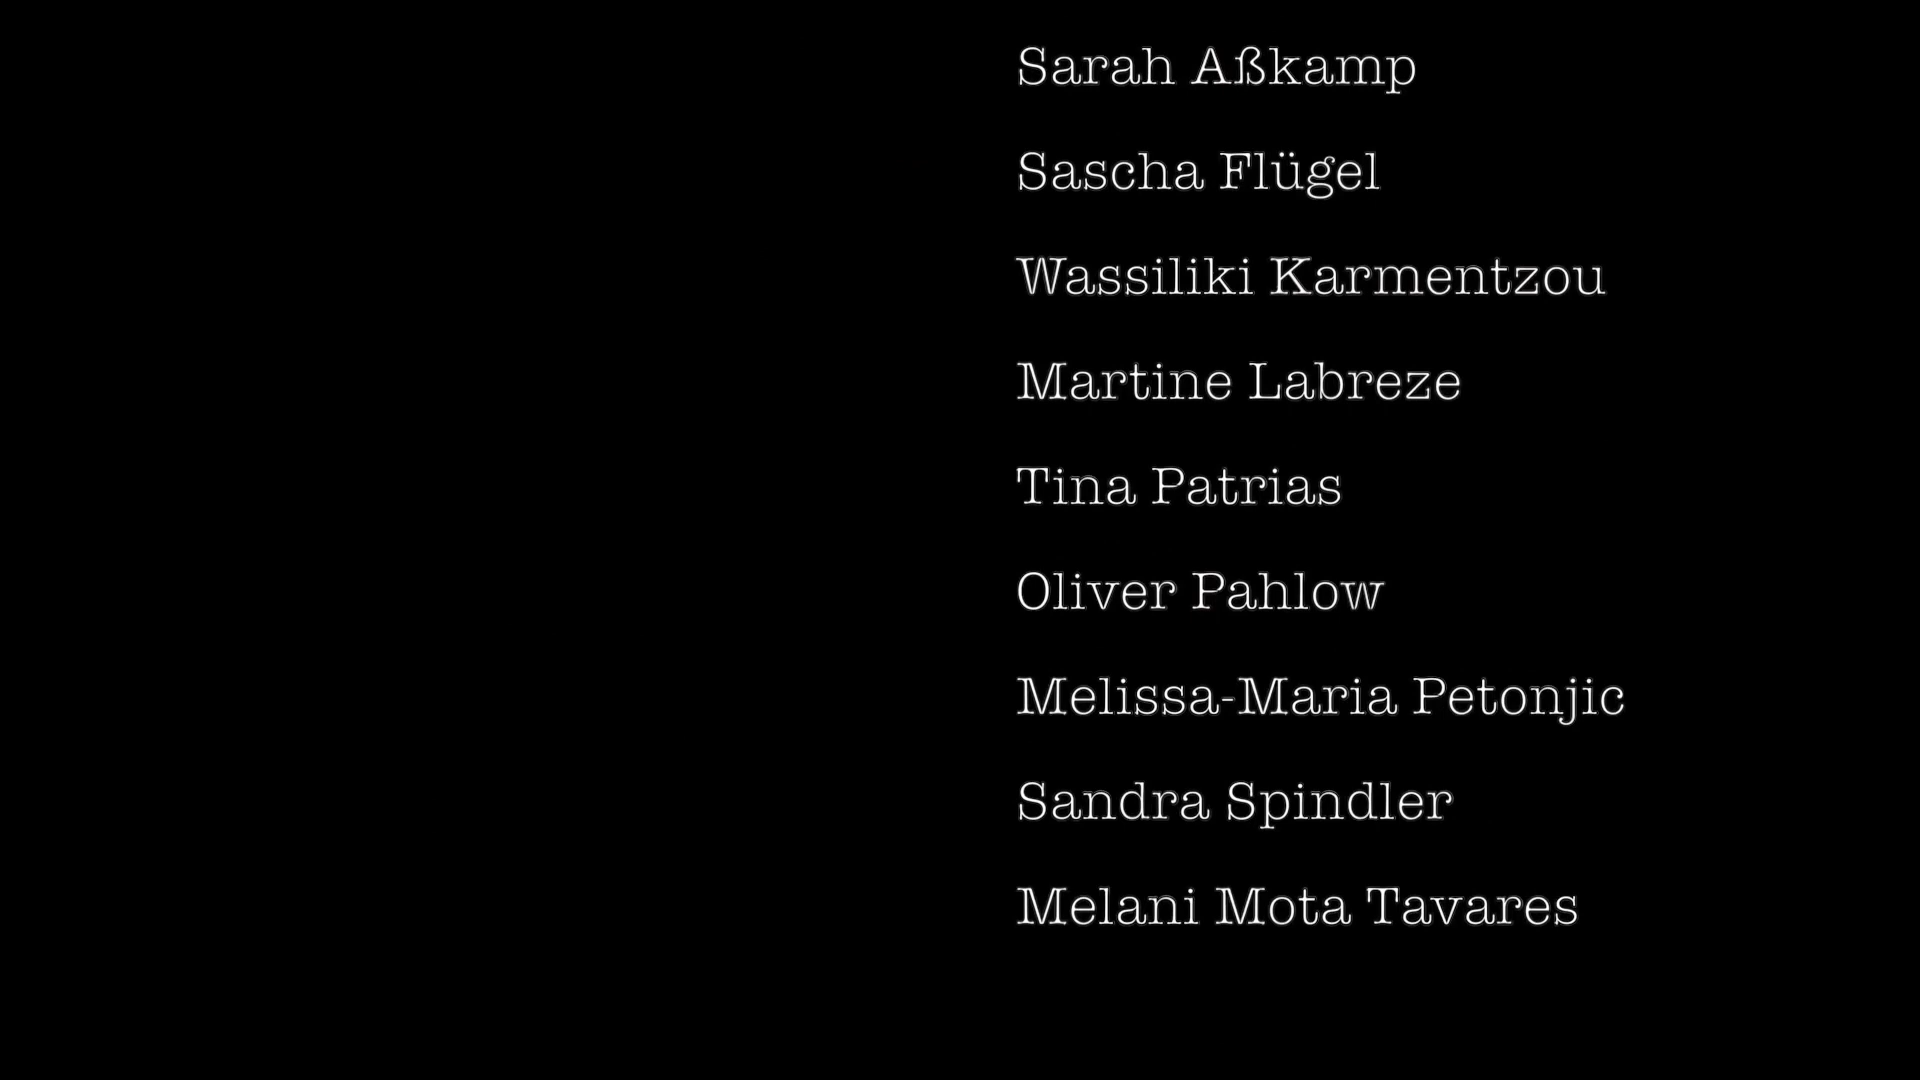 Sarah Aßkamp
Sascha Flügel
Wassiliki Karmentzou
Martine Labreze
Tina Patrias
Oliver Pahlow
Melissa-Maria Petonjic
Sandra Spindler
Melani Mota Tavares